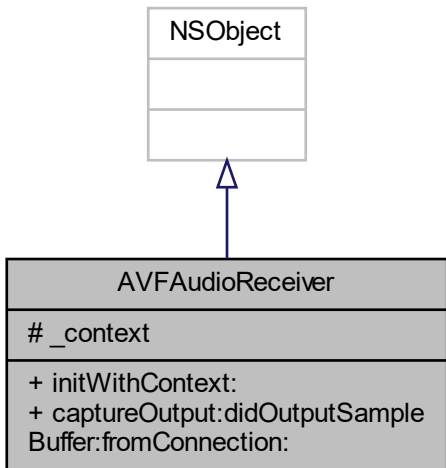 NSObject
AVFAudioReceiver
# _context
+ initWithContext:
+ captureOutput:didOutputSample
Buffer:fromConnection: